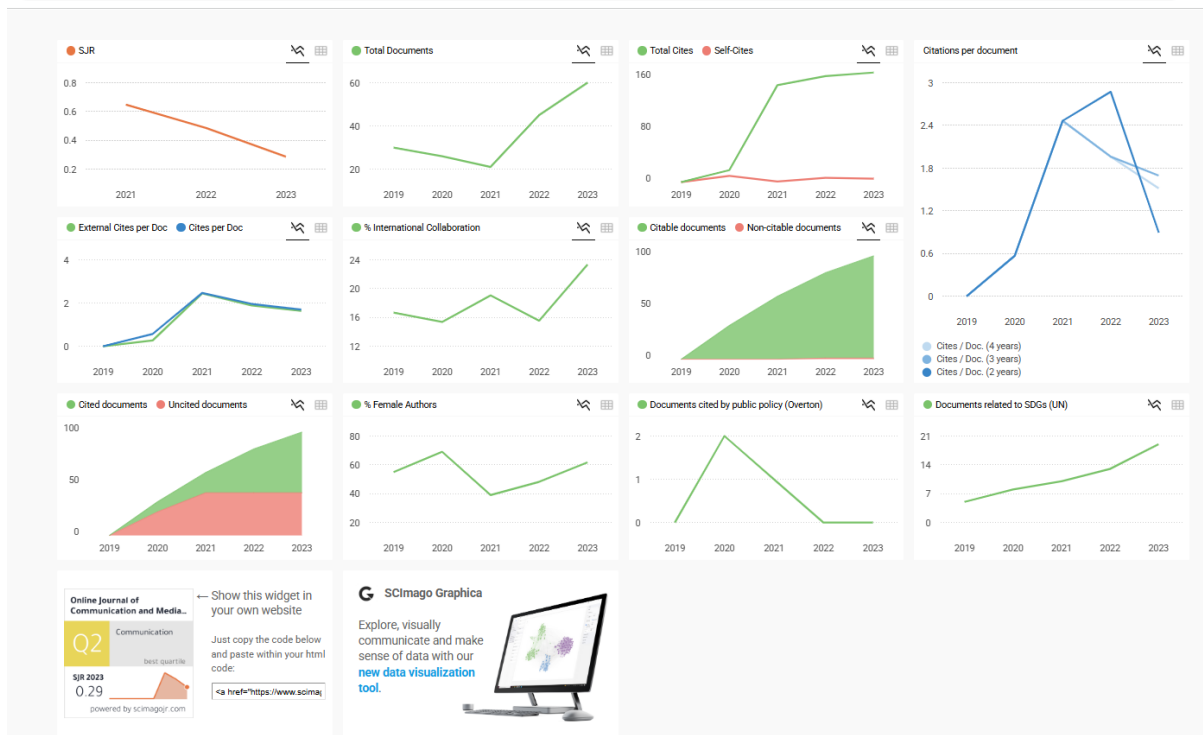 SJR
0.8
0.6
0.4
0.2
2021 2022 2023
Total Documents
60
40
20
2019 2020 2021 2022 2023
Total Cites Self-Cites
160
80
0
2019 2020 2021 2022 2023
Citations per document
3
2.4
1.8
1.2
0.6
0
2019 2020 2021 2022 2023
Cites / Doc. (4 years)
Cites / Doc. (3 years)
Cites / Doc. (2 years)
External Cites per Doc Cites per Doc
4
2
0
2019 2020 2021 2022 2023
% International Collaboration
24
20
16
12
2019 2020 2021 2022 2023
Citable documents Non-citable documents
100
50
0
2019 2020 2021 2022 2023
Cited documents Uncited documents
100
50
0
2019 2020 2021 2022 2023
% Female Authors
80
60
40
20
2019 2020 2021 2022 2023
Documents cited by public policy (Overton)
2
1
0
2019 2020 2021 2022 2023
Documents related to SDGs (UN)
21
14
7
0
2019 2020 2021 2022 2023
Online Journal of
Communication and Media...
Q2
Communication
best quartile
SJR 2023
0.29
powered by scimagojr.com
← Show this widget in
your own website
Just copy the code below
and paste within your html
code:
<a href="https://www.scimag
G SCImago Graphica
Explore, visually
communicate and make
sense of data with our
new data visualization
tool.